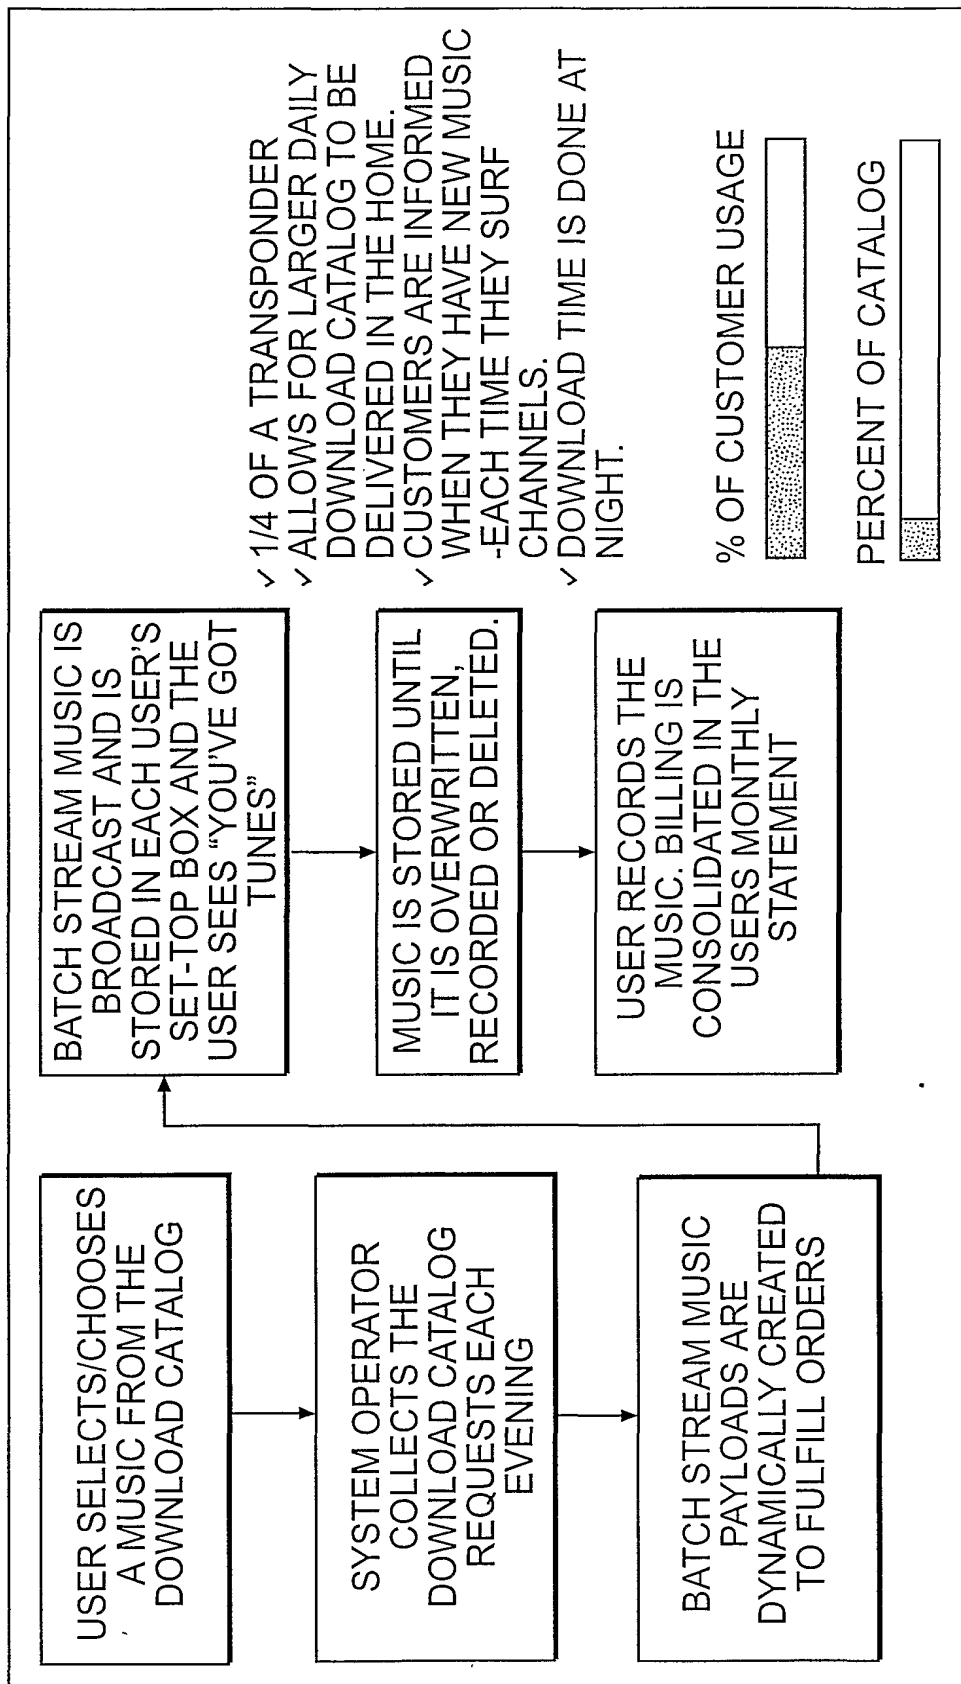 USER SELECTS/CHOOSES
A MUSIC FROM THE
DOWNLOAD CATALOG
SYSTEM OPERATOR
COLLECTS THE
DOWNLOAD CATALOG
REQUESTS EACH
EVENING
BATCH STREAM MUSIC
PAYLOADS ARE
DYNAMICALLY CREATED
TO FULFILL ORDERS
BATCH STREAM MUSIC IS
BROADCAST AND IS
STORED IN EACH USER'S
SET-TOP BOX AND THE
USER SEES “YOU'VE GOT
TUNES”
MUSIC IS STORED UNTIL
IT IS OVERWRITTEN,
RECORDED OR DELETED.
USER RECORDS THE
MUSIC. BILLING IS
CONSOLIDATED IN THE
USERS MONTHLY
STATEMENT
✓ 1/4 OF A TRANSPONDER
✓ ALLOWS FOR LARGER DAILY
DOWNLOAD CATALOG TO BE
DELIVERED IN THE HOME.
✓ CUSTOMERS ARE INFORMED
WHEN THEY HAVE NEW MUSIC
-EACH TIME THEY SURF
CHANNELS.
✓ DOWNLOAD TIME IS DONE AT
NIGHT.
% OF CUSTOMER USAGE
PERCENT OF CATALOG